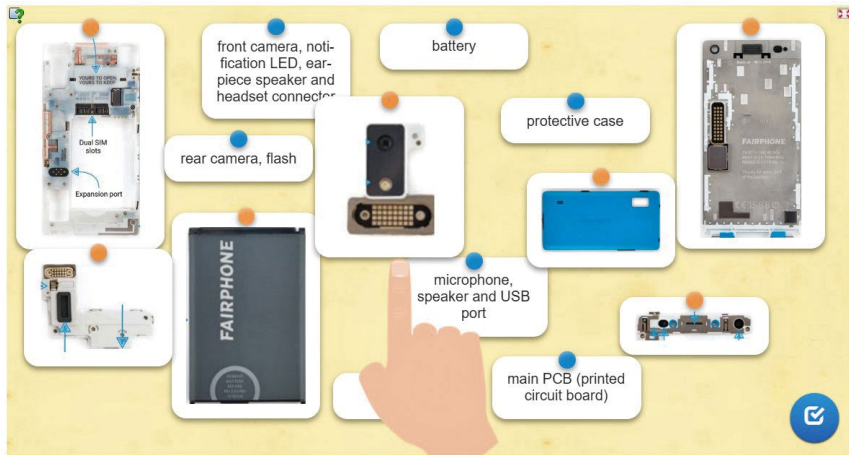 front camera, noti-
fication LED, ear-
piece speaker and
headset connector
battery
YOURS TO OPEN
YOURS TO KEEP
Dual SIM
slots
Expansion port
rear camera, flash
protective case
FAIRPHONE
FAIRPHONE
microphone,
speaker and USB
port
main PCB (printed
circuit board)